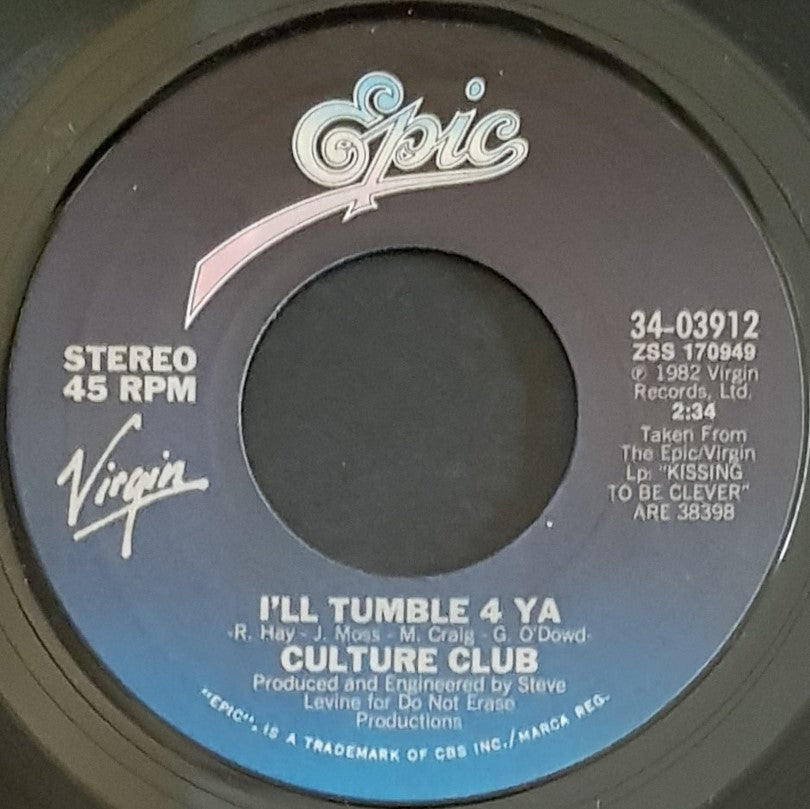 Epic
STEREO
45 RPM
Virgin
34-03912
ZSS 170949
℗ 1982 Virgin
Records, Ltd.
2:34
Taken From
The Epic/Virgin
Lp: "KISSING
TO BE CLEVER"
ARE 38398
I'LL TUMBLE 4 YA
-R. Hay - J. Moss - M. Craig - G. O'Dowd-
CULTURE CLUB
Produced and Engineered by Steve
Levine for Do Not Erase
Productions
"EPIC", IS A TRADEMARK OF CBS INC./MARCA REG.